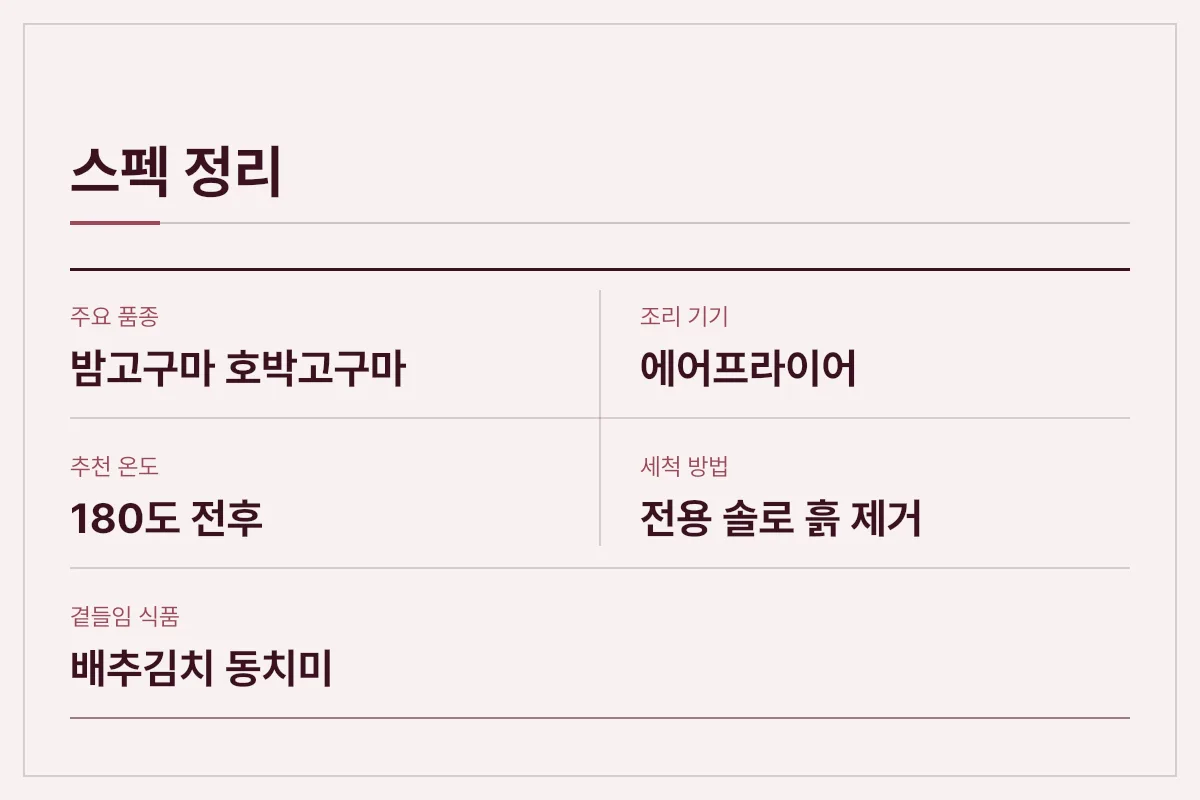 스펙 정리
주요 품종
밤고구마 호박고구마
조리 기기
에어프라이어
추천 온도
180도 전후
세척 방법
전용 솔로 흙 제거
곁들임 식품
배추김치 동치미